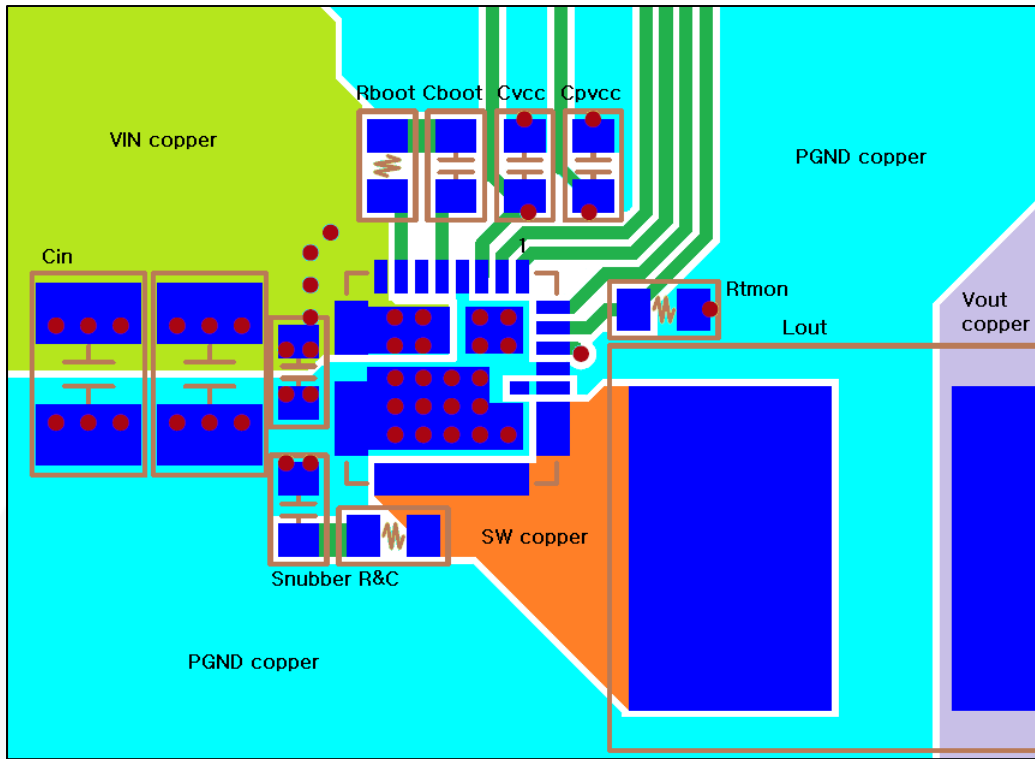 Rboot Cboot Cvcc Cpvcc
VIN copper
PGND copper
1
Cin
Rtmon
Vout
copper
Lout
SW copper
Snubber R&C
PGND copper